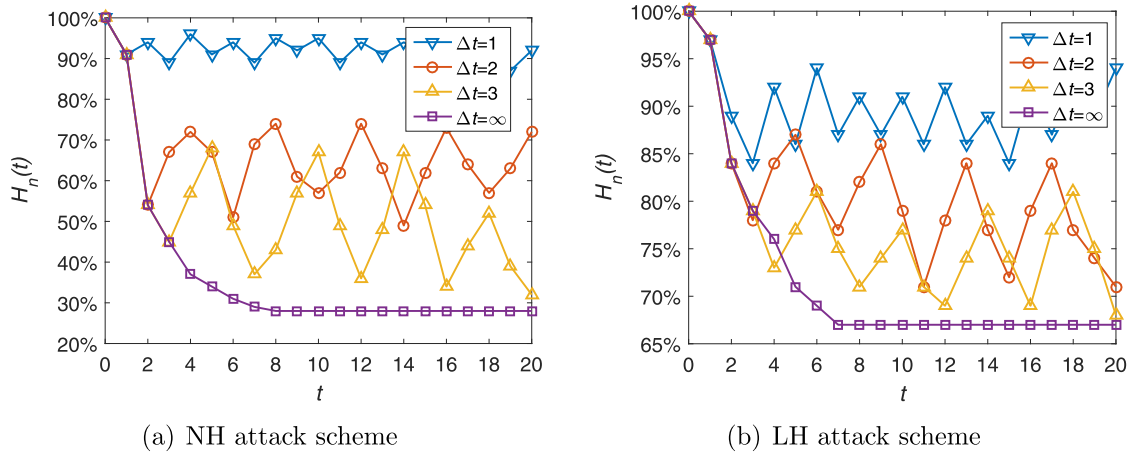 100%
90%
80%
70%
60%
50%
40%
30%
20%
H_n(t)
0 2 4 6 8 10 12 14 16 18 20
t
Δt=1
Δt=2
Δt=3
Δt=∞
(a) NH attack scheme
100%
95%
90%
85%
80%
75%
70%
65%
H_n(t)
0 2 4 6 8 10 12 14 16 18 20
t
Δt=1
Δt=2
Δt=3
Δt=∞
(b) LH attack scheme